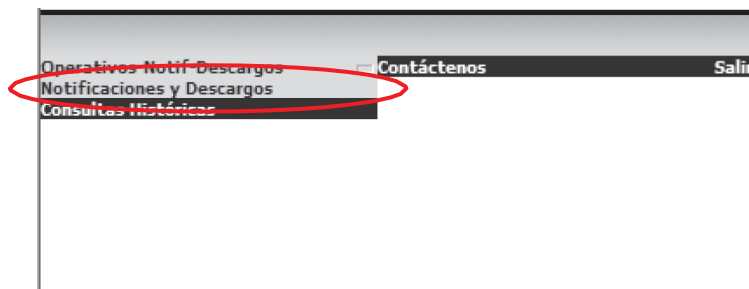 Operativos Notif-Descargos Contáctenos Salir
Notificaciones y Descargos
Consultas Históricas